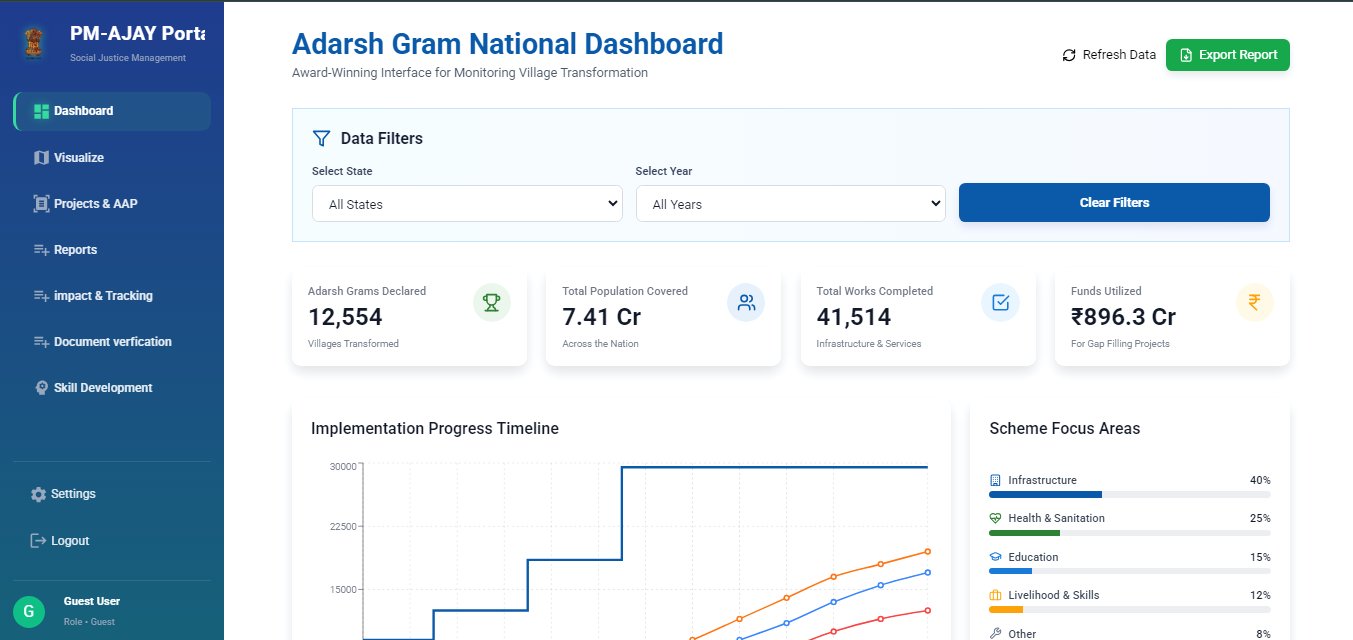 PM-AJAY Porta
Social Justice Management
Dashboard
Visualize
Projects & AAP
Reports
impact & Tracking
Document verfication
Skill Development
Settings
Logout
G
Guest User
Role • Guest
Adarsh Gram National Dashboard
Award-Winning Interface for Monitoring Village Transformation
Refresh Data
Export Report
Data Filters
Select State
All States
Select Year
All Years
Clear Filters
Adarsh Grams Declared
12,554
Villages Transformed
Total Population Covered
7.41 Cr
Across the Nation
Total Works Completed
41,514
Infrastructure & Services
Funds Utilized
₹
₹896.3 Cr
For Gap Filling Projects
Implementation Progress Timeline
30000
22500
15000
Scheme Focus Areas
Infrastructure 40%
Health & Sanitation 25%
Education 15%
Livelihood & Skills 12%
Other 8%